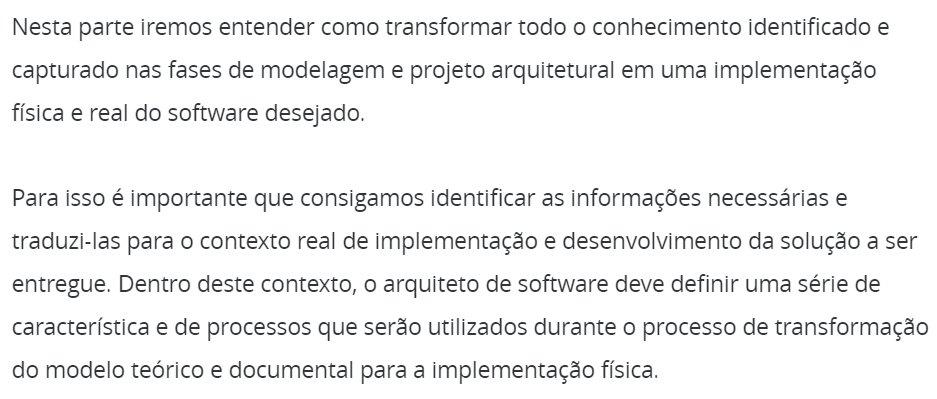 Nesta parte iremos entender como transformar todo o conhecimento identificado e
capturado nas fases de modelagem e projeto arquitetural em uma implementação
física e real do software desejado.
Para isso é importante que consigamos identificar as informações necessárias e
traduzi-las para o contexto real de implementação e desenvolvimento da solução a ser
entregue. Dentro deste contexto, o arquiteto de software deve definir uma série de
característica e de processos que serão utilizados durante o processo de transformação
do modelo teórico e documental para a implementação física.